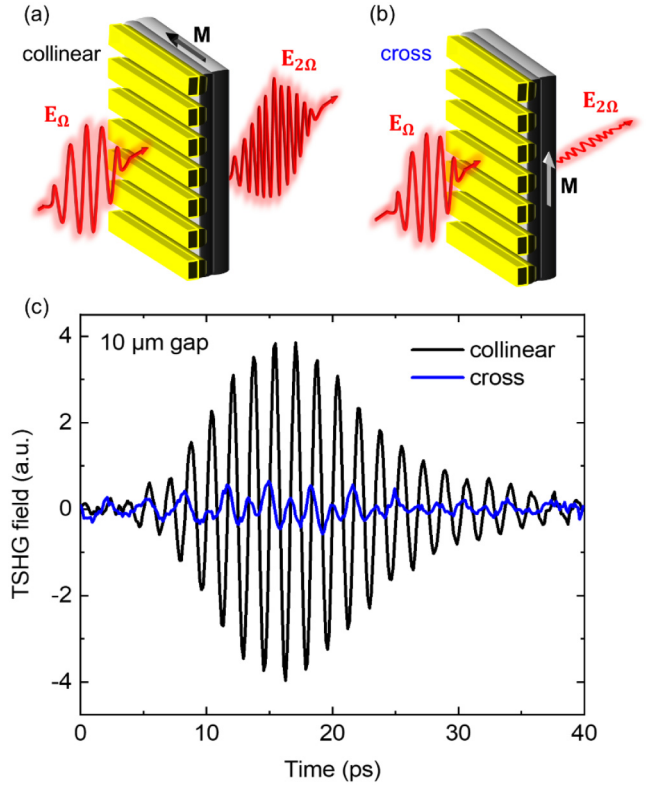 (a)
collinear
M
E_Ω
E_2Ω
(b)
cross
E_Ω
E_2Ω
M
(c)
10 μm gap
collinear
cross
TSHG field (a.u.)
4
2
0
-2
-4
0
10
20
30
40
Time (ps)